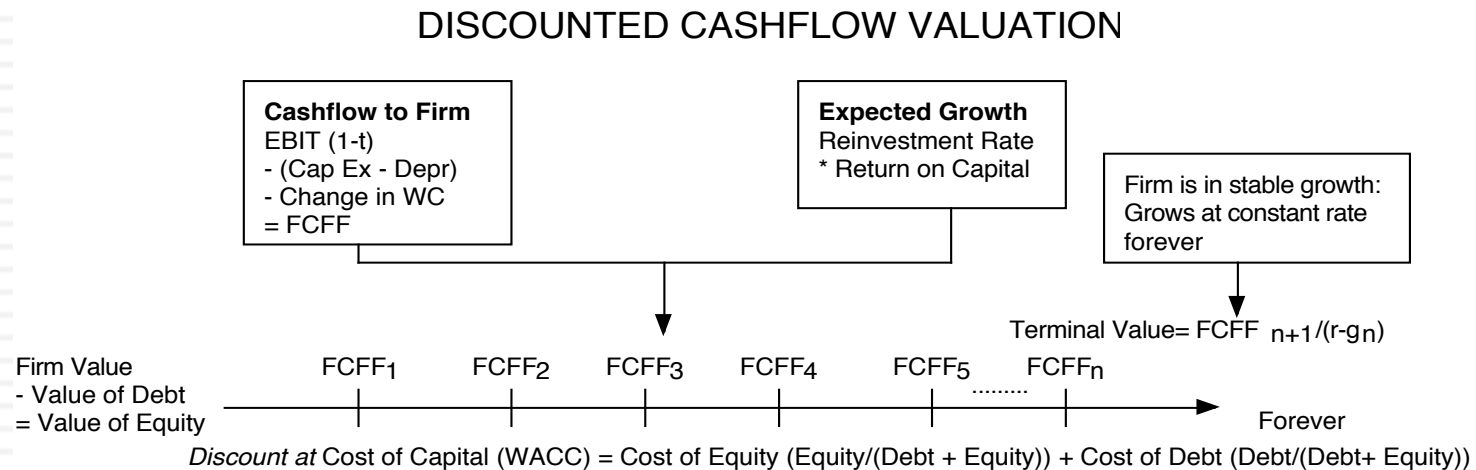 DISCOUNTED CASHFLOW VALUATION
Cashflow to Firm
EBIT (1-t)
- (Cap Ex - Depr)
- Change in WC
= FCFF
Expected Growth
Reinvestment Rate
* Return on Capital
Firm is in stable growth:
Grows at constant rate
forever
Terminal Value= FCFF n+1/(r-gn)
FCFF1 FCFF2 FCFF3 FCFF4 FCFF5 ......... FCFFn
Firm Value
- Value of Debt
= Value of Equity
Forever
Discount at Cost of Capital (WACC) = Cost of Equity (Equity/(Debt + Equity)) + Cost of Debt (Debt/(Debt+ Equity))